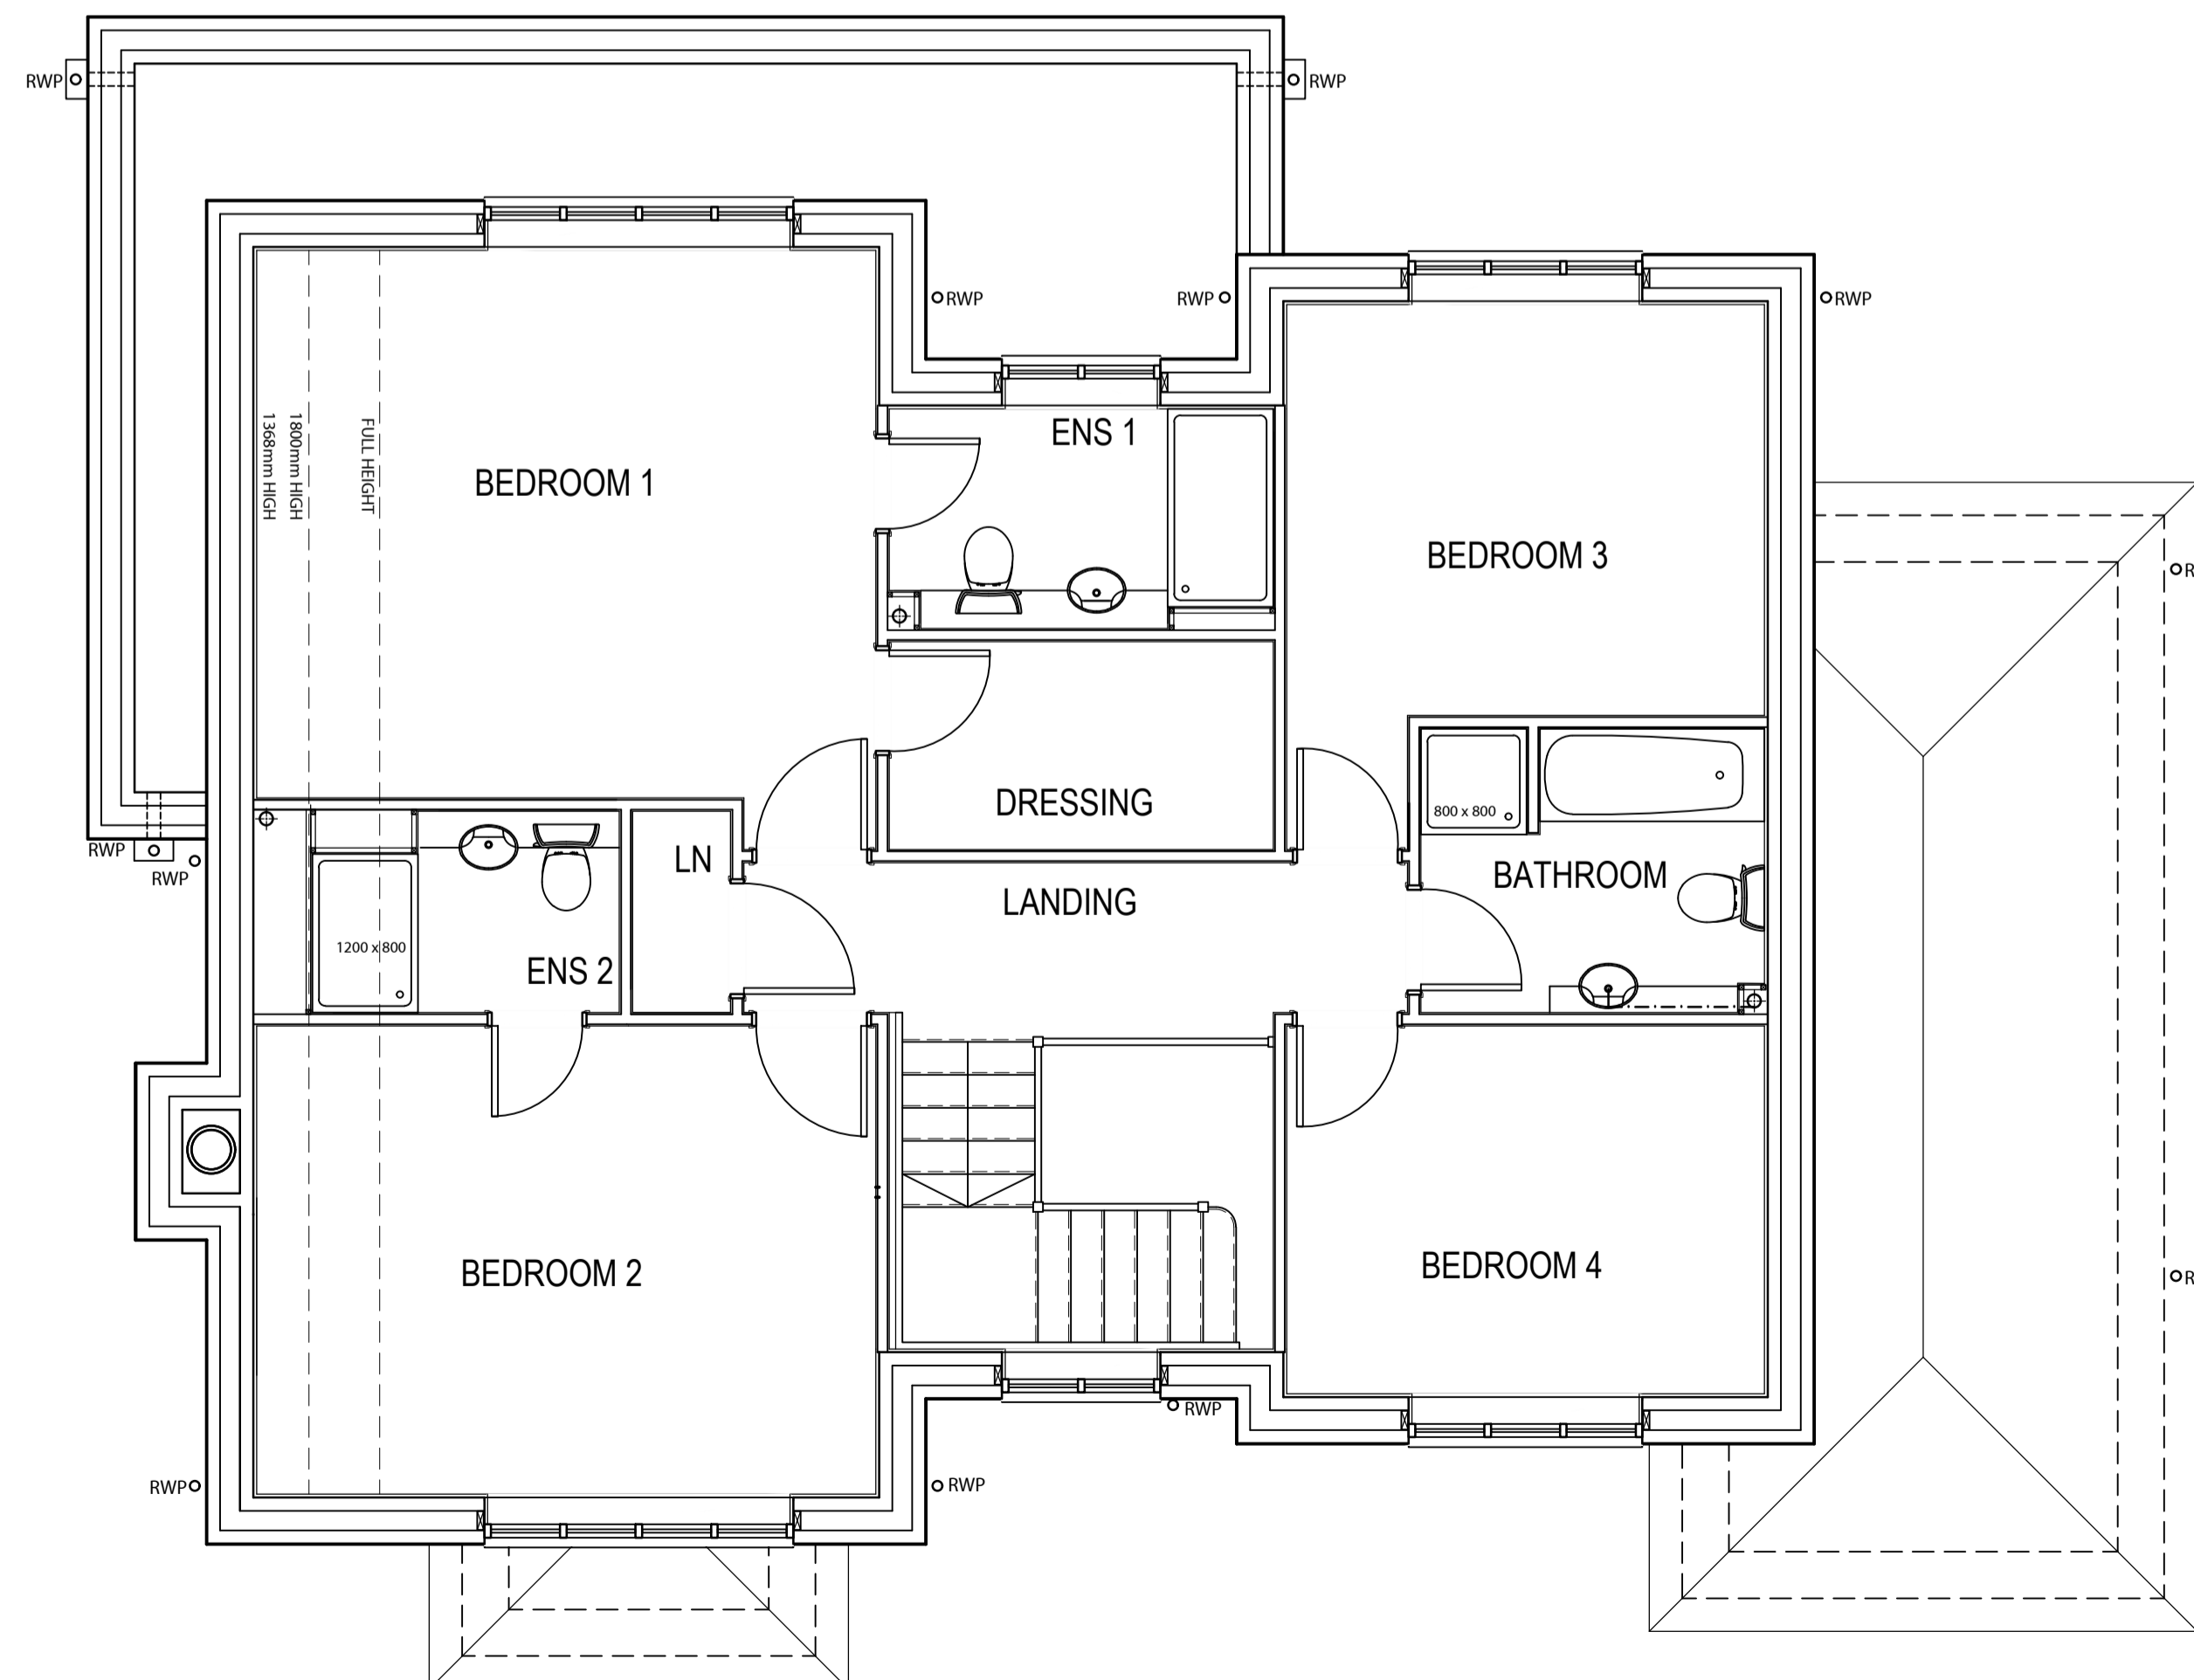 RWP
RWP
RWP
RWP
RWP
1368mm HIGH
1800mm HIGH
FULL HEIGHT
ENS 1
BEDROOM 1
BEDROOM 3
R
DRESSING
800 x 800
RWP
RWP
LN
BATHROOM
LANDING
1200 x 800
ENS 2
BEDROOM 2
BEDROOM 4
R
RWP
RWP
RWP